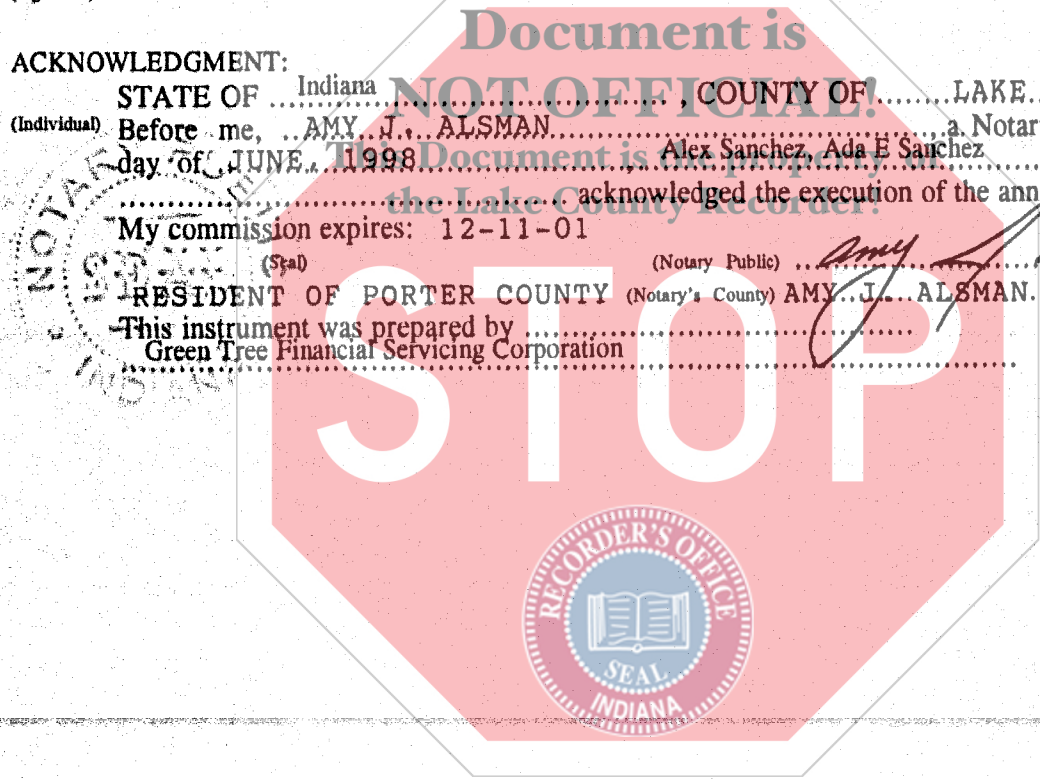 Document is
ACKNOWLEDGMENT:
STATE OF ....Indiana NOT OFFICIAL! , COUNTY OF ........LAKE..
(Individual) Before me, ..AMY..J...ALSMAN.........................................., a Notar
day of JUNE, 1998 This Document is the property of Alex Sanchez, Ada E Sanchez
the Lake County Recorder! acknowledged the execution of the ann
My commission expires: 12-11-01
(Seal) (Notary Public) Amy
RESIDENT OF PORTER COUNTY (Notary's County) AMY..J...ALSMAN.
This instrument was prepared by
Green Tree Financial Servicing Corporation
NOTARY
INDIANA
STOP
RECORDER'S OFFICE
SEAL
INDIANA